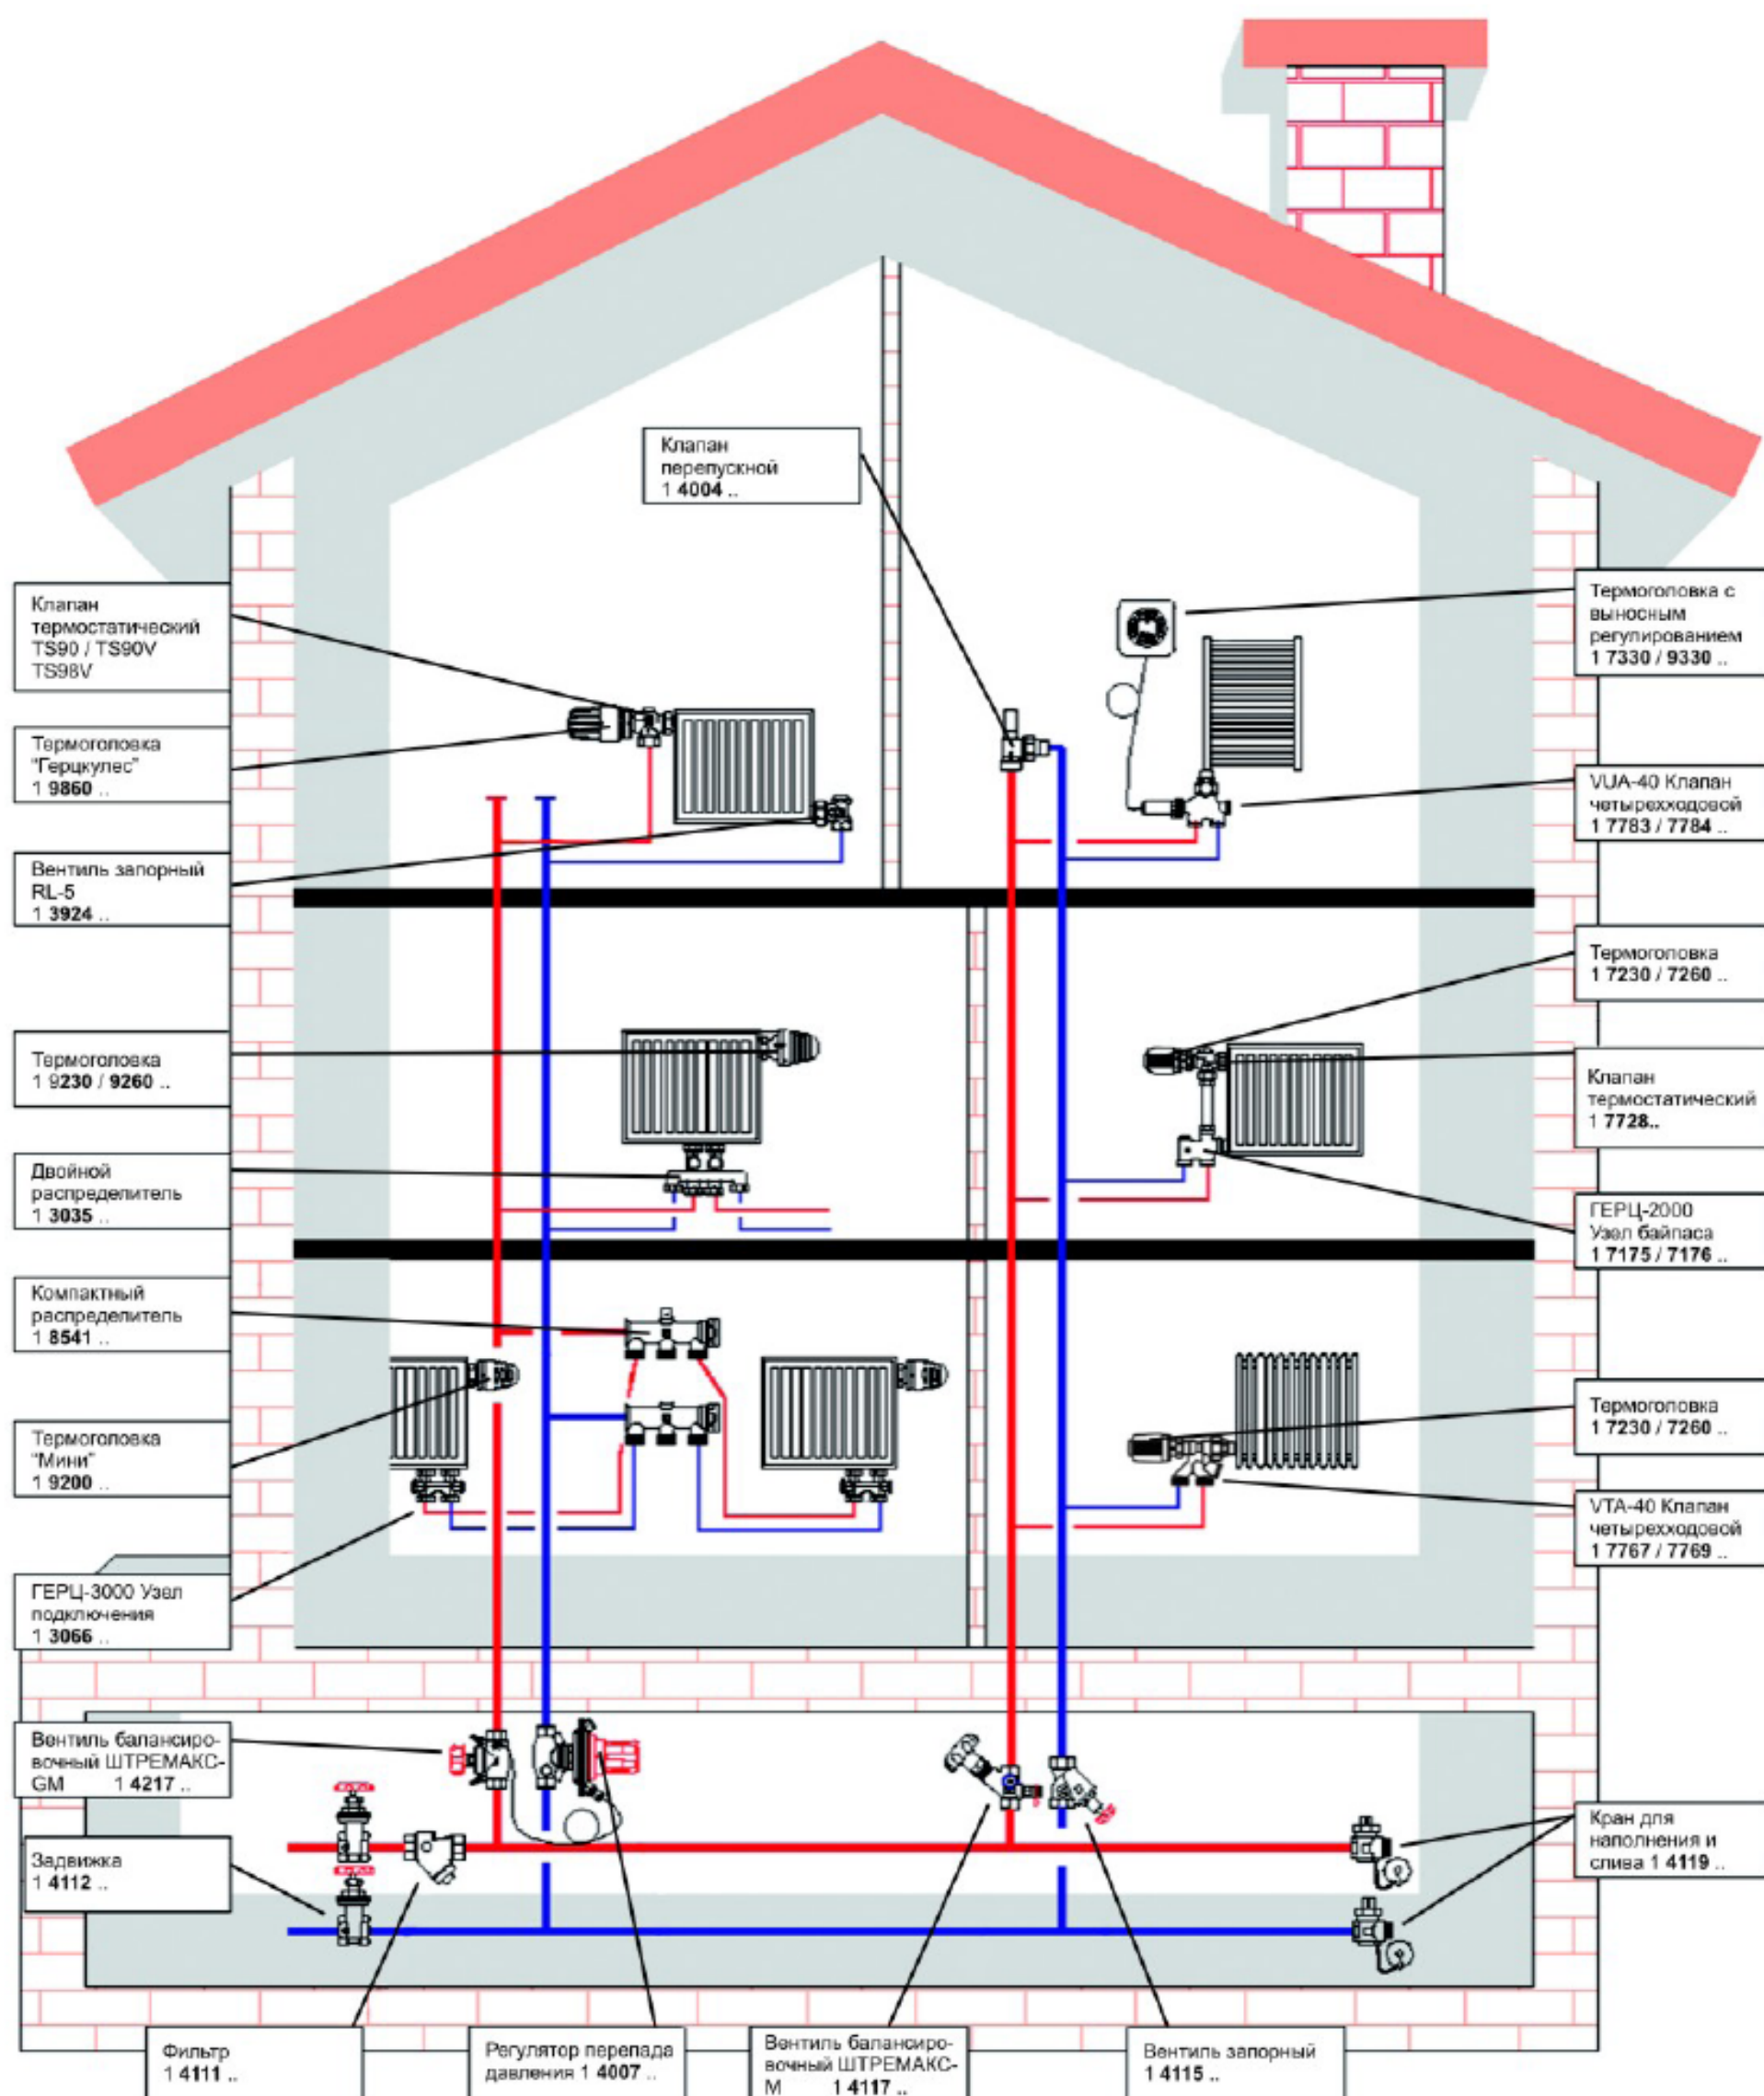 Клапан
перепускной
1 4004 ..
Клапан
термостатический
TS90 / TS90V
TS98V
Термоголовка
"Герцкулес"
1 9860 ..
Вентиль запорный
RL-5
1 3924 ..
Термоголовка
1 9230 / 9260 ..
Двойной
распределитель
1 3035 ..
Компактный
распределитель
1 8541 ..
Термоголовка
"Мини"
1 9200 ..
ГЕРЦ-3000 Узел
подключения
1 3066 ..
Вентиль балансиро-
вочный ШТРЕМАКС-
GM 1 4217 ..
Задвижка
1 4112 ..
Термоголовка с
выносным
регулированием
1 7330 / 9330 ..
VUA-40 Клапан
четырехходовой
1 7783 / 7784 ..
Термоголовка
1 7230 / 7260 ..
Клапан
термостатический
1 7728..
ГЕРЦ-2000
Узел байпаса
1 7175 / 7176 ..
Термоголовка
1 7230 / 7260 ..
VTA-40 Клапан
четырехходовой
1 7767 / 7769 ..
Кран для
наполнения и
слива 1 4119 ..
Фильтр
1 4111 ..
Регулятор перепада
давления 1 4007 ..
Вентиль балансиро-
вочный ШТРЕМАКС-
M 1 4117 ..
Вентиль запорный
1 4115 ..